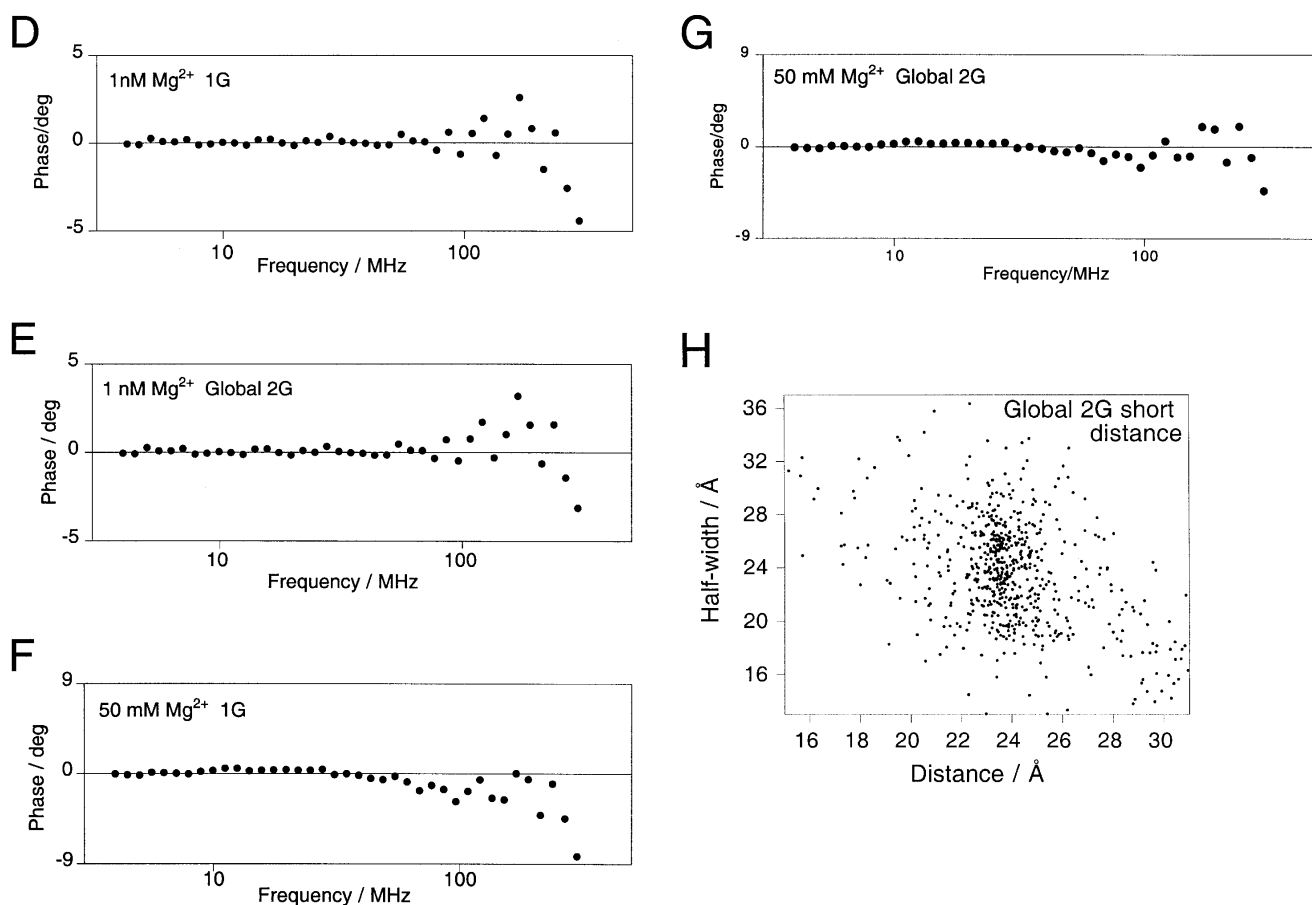 D
5
1nM Mg²⁺ 1G
0
Phase/deg
-5
10
100
Frequency / MHz
E
5
1 nM Mg²⁺ Global 2G
0
Phase / deg
-5
10
100
Frequency / MHz
F
9
50 mM Mg²⁺ 1G
0
Phase / deg
-9
10
100
Frequency / MHz
G
9
50 mM Mg²⁺ Global 2G
0
Phase/deg
-9
10
100
Frequency/MHz
H
Global 2G short
distance
36
32
28
24
20
16
Half-width / Å
16 18 20 22 24 26 28 30
Distance / Å